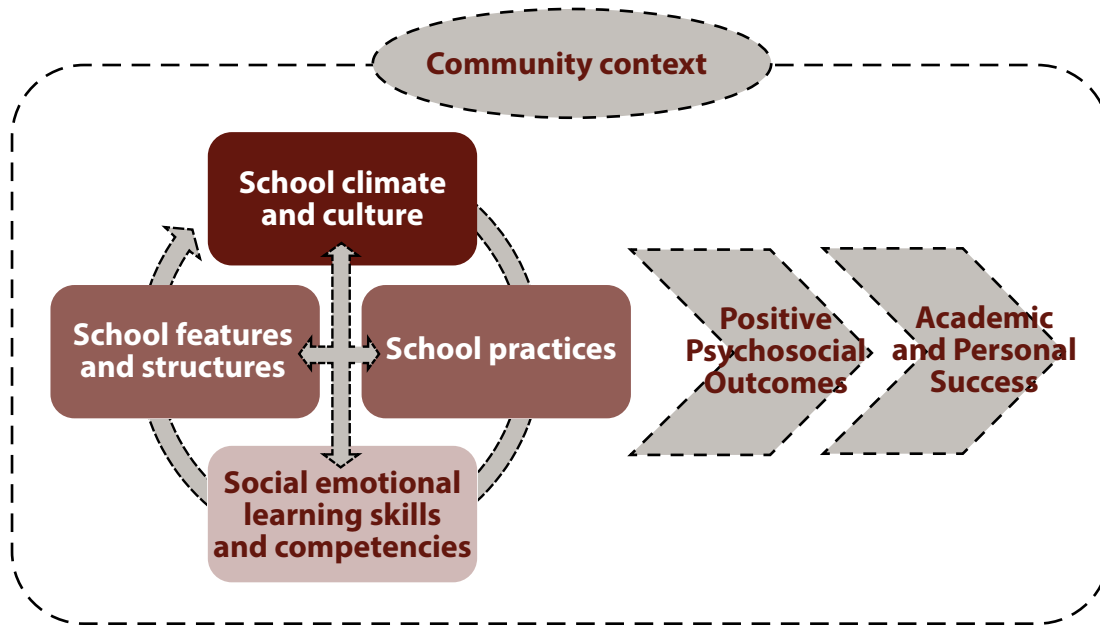 Community context
School climate
and culture
School features
and structures
School practices
Social emotional
learning skills
and competencies
Positive
Psychosocial
Outcomes
Academic
and Personal
Success